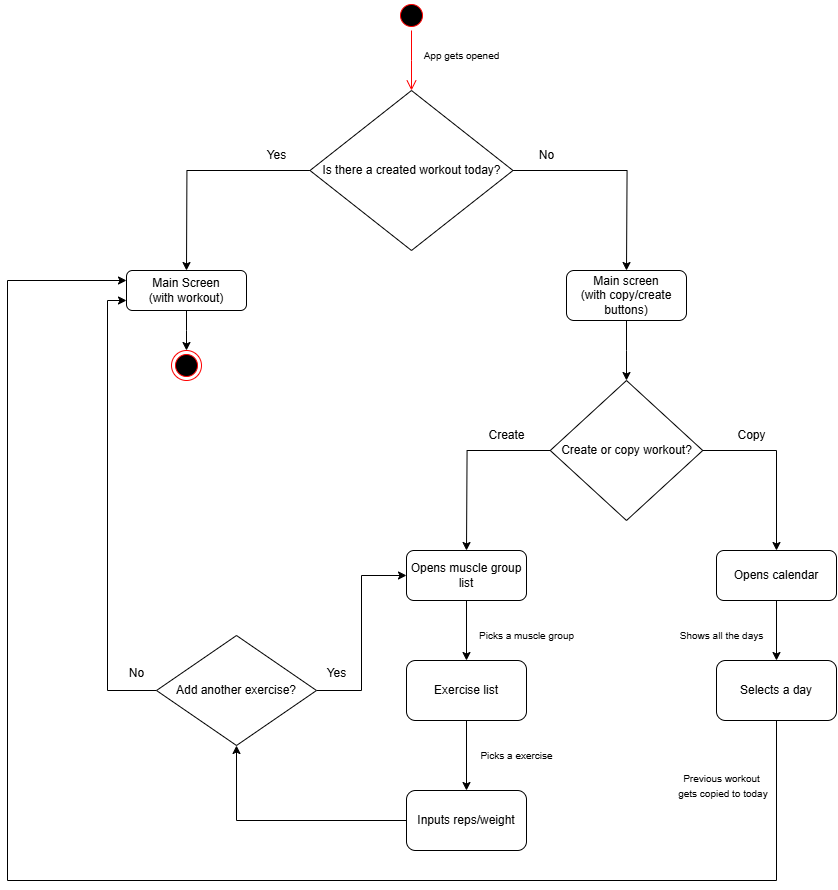 App gets opened
Is there a created workout today?
Yes
No
Main Screen
(with workout)
Main screen
(with copy/create
buttons)
Create or copy workout?
Create
Copy
Opens muscle group
list
Opens calendar
Picks a muscle group
Shows all the days
Add another exercise?
No
Yes
Exercise list
Selects a day
Picks a exercise
Previous workout
gets copied to today
Inputs reps/weight